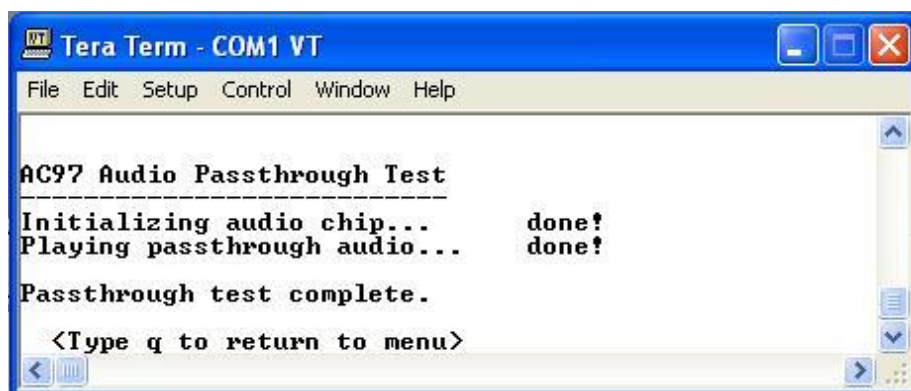 Tera Term - COM1 VT
File Edit Setup Control Window Help
AC97 Audio Passthrough Test
---------------------------
Initializing audio chip... done!
Playing passthrough audio... done!
Passthrough test complete.
<Type q to return to menu>